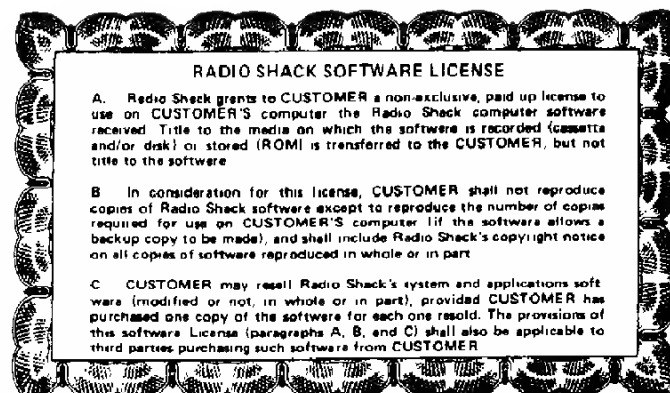 RADIO SHACK SOFTWARE LICENSE
A. Radio Shack grants to CUSTOMER a non-exclusive, paid up license to
use on CUSTOMER'S computer the Radio Shack computer software
received. Title to the media on which the software is recorded (cassette
and/or disk) or stored (ROM) is transferred to the CUSTOMER, but not
title to the software
B In consideration for this license, CUSTOMER shall not reproduce
copies of Radio Shack software except to reproduce the number of copies
required for use on CUSTOMER'S computer (if the software allows a
backup copy to be made), and shall include Radio Shack's copyright notice
on all copies of software reproduced in whole or in part
C CUSTOMER may resell Radio Shack's system and applications soft
ware (modified or not, in whole or in part), provided CUSTOMER has
purchased one copy of the software for each one resold. The provisions of
this software License (paragraphs A, B, and C) shall also be applicable to
third parties purchasing such software from CUSTOMER